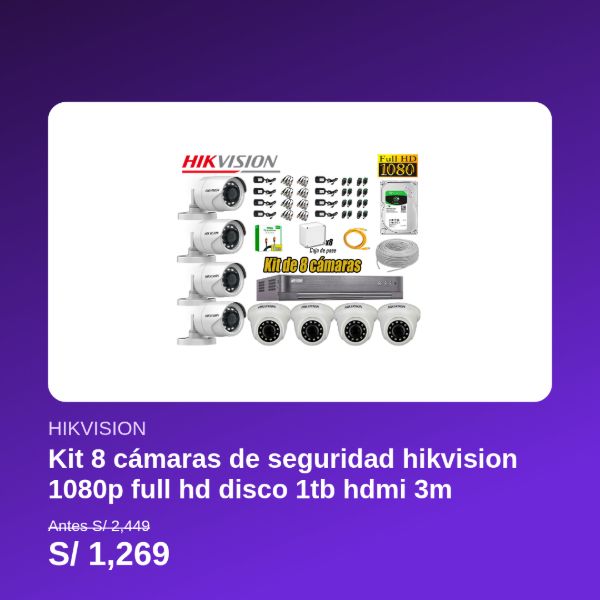 HIKVISION
Full HD
1080
x8
Caja de pase
Kit de 8 cámaras
HIKVISION
Kit 8 cámaras de seguridad hikvision
1080p full hd disco 1tb hdmi 3m
Antes S/ 2,449
S/ 1,269